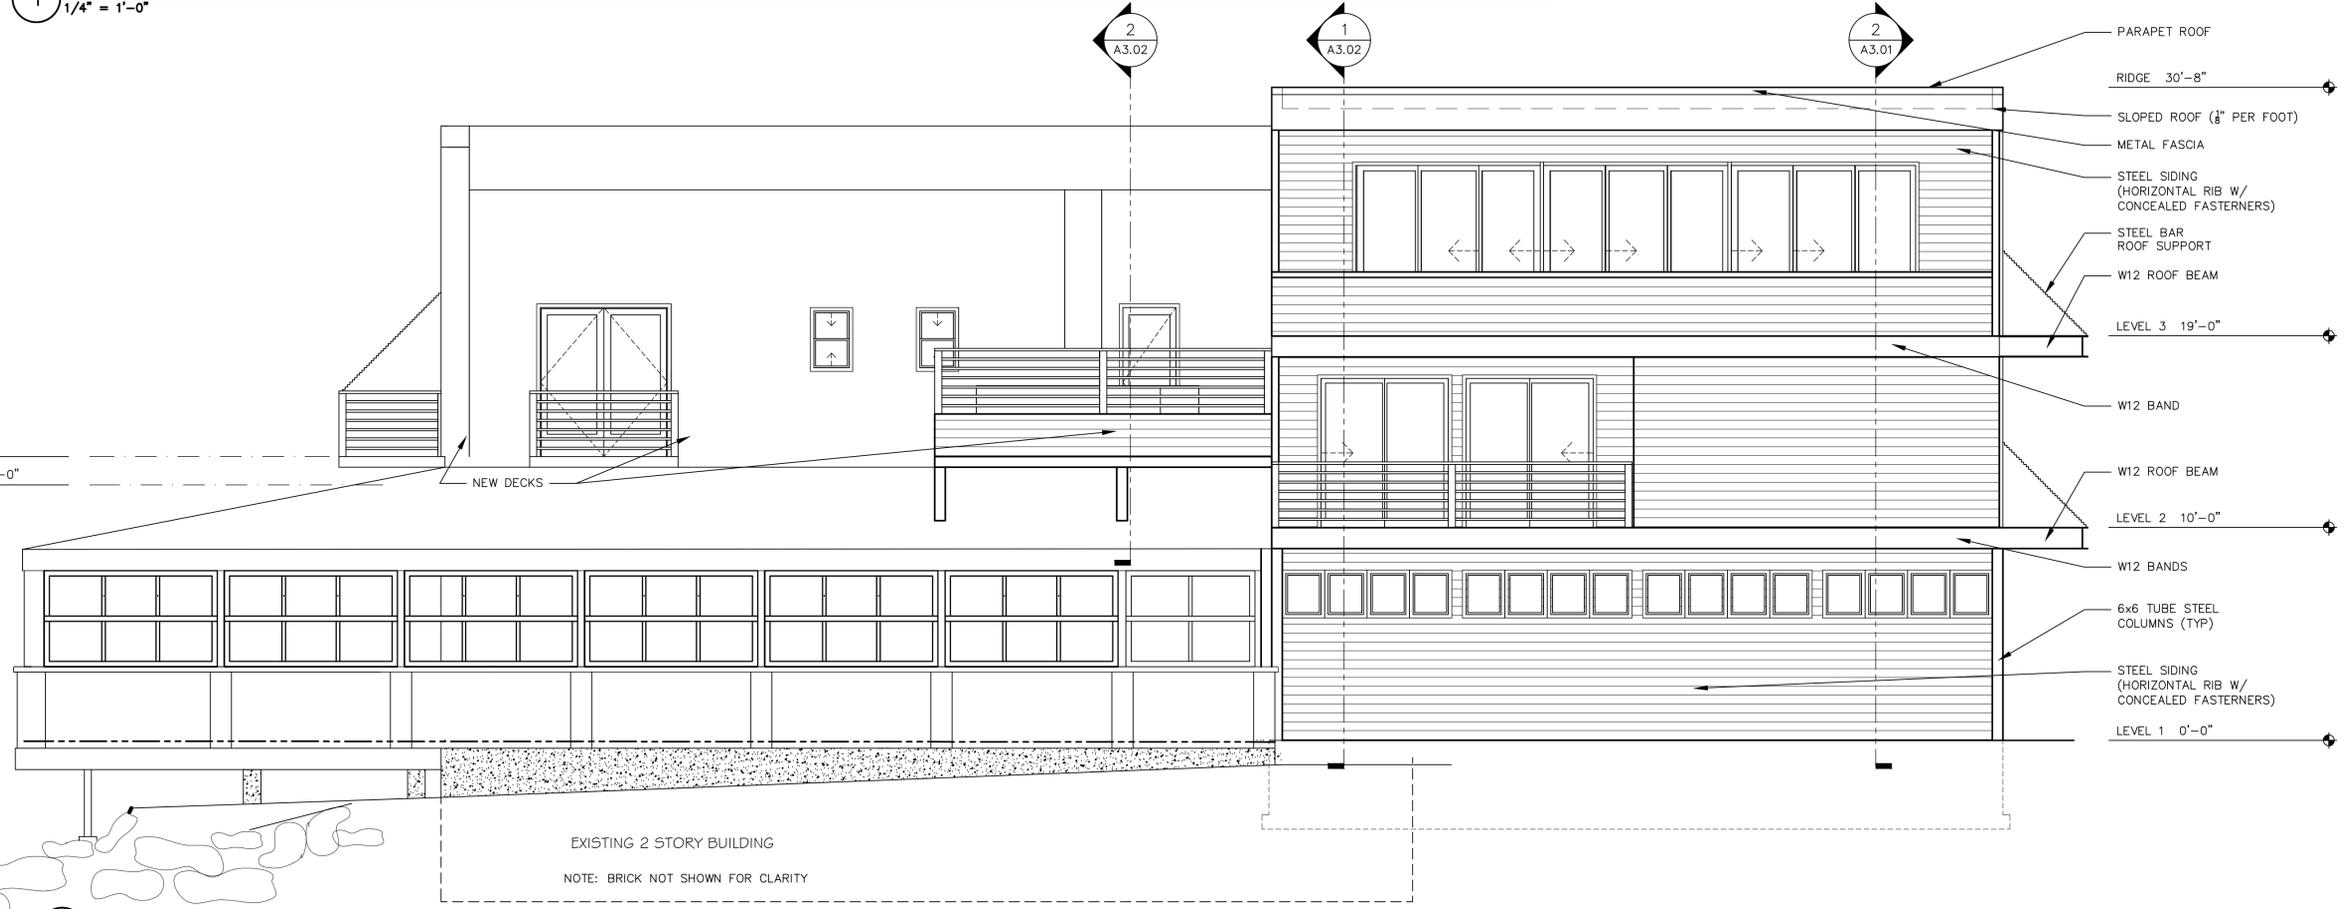 1/4" = 1'-0"
2
A3.02
1
A3.02
2
A3.01
PARAPET ROOF
RIDGE 30'-8"
SLOPED ROOF (⅛" PER FOOT)
METAL FASCIA
STEEL SIDING
(HORIZONTAL RIB W/
CONCEALED FASTERNERS)
STEEL BAR
ROOF SUPPORT
W12 ROOF BEAM
LEVEL 3 19'-0"
W12 BAND
W12 ROOF BEAM
-0"
NEW DECKS
LEVEL 2 10'-0"
W12 BANDS
6x6 TUBE STEEL
COLUMNS (TYP)
STEEL SIDING
(HORIZONTAL RIB W/
CONCEALED FASTERNERS)
LEVEL 1 0'-0"
EXISTING 2 STORY BUILDING
NOTE: BRICK NOT SHOWN FOR CLARITY